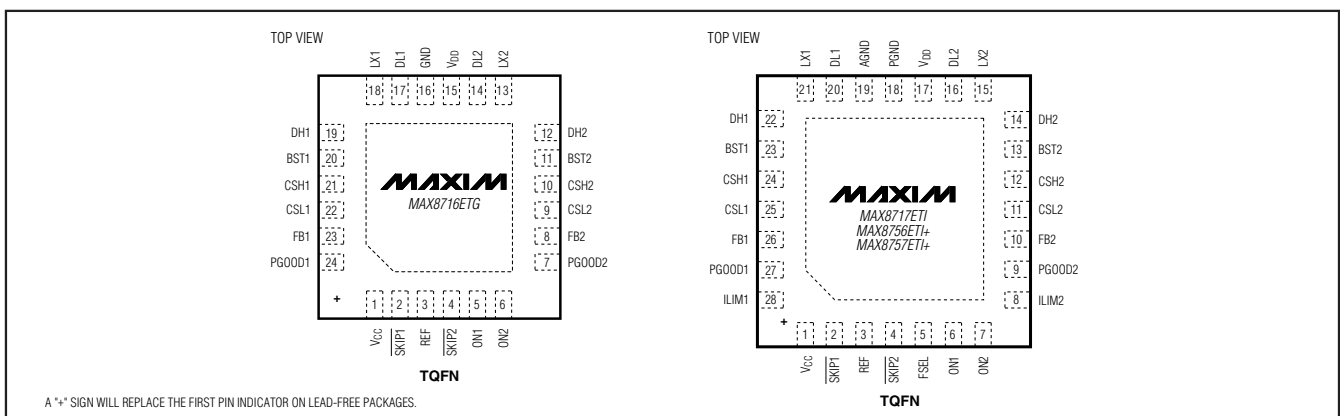 TOP VIEW
LX1 DL1 GND VDD DL2 LX2
18 17 16 15 14 13
DH1 19 12 DH2
BST1 20 11 BST2
CSH1 21 10 CSH2
CSL1 22 9 CSL2
FB1 23 8 FB2
PGOOD1 24 7 PGOOD2
MAXIM
MAX8716ETG
+
1 2 3 4 5 6
VCC SKIP1 REF SKIP2 ON1 ON2
TQFN
A "+" SIGN WILL REPLACE THE FIRST PIN INDICATOR ON LEAD-FREE PACKAGES.
TOP VIEW
LX1 DL1 AGND PGND VDD DL2 LX2
21 20 19 18 17 16 15
DH1 22 14 DH2
BST1 23 13 BST2
CSH1 24 12 CSH2
CSL1 25 11 CSL2
FB1 26 10 FB2
PGOOD1 27 9 PGOOD2
ILIM1 28 8 ILIM2
MAXIM
MAX8717ETI
MAX8756ETI+
MAX8757ETI+
+
1 2 3 4 5 6 7
VCC SKIP1 REF SKIP2 FSEL ON1 ON2
TQFN